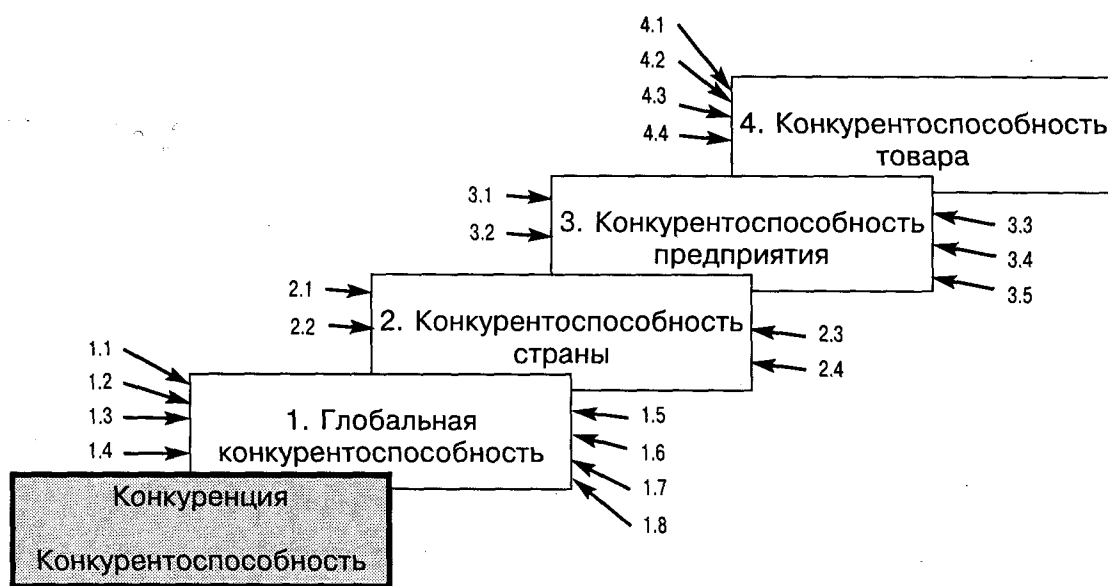 4.1
4.2
4.3
4.4
4. Конкурентоспособность
товара
3.1
3.2
3. Конкурентоспособность
предприятия
3.3
3.4
3.5
2.1
2.2
2. Конкурентоспособность
страны
2.3
2.4
1.1
1.2
1.3
1.4
1. Глобальная
конкурентоспособность
1.5
1.6
1.7
1.8
Конкуренция
Конкурентоспособность